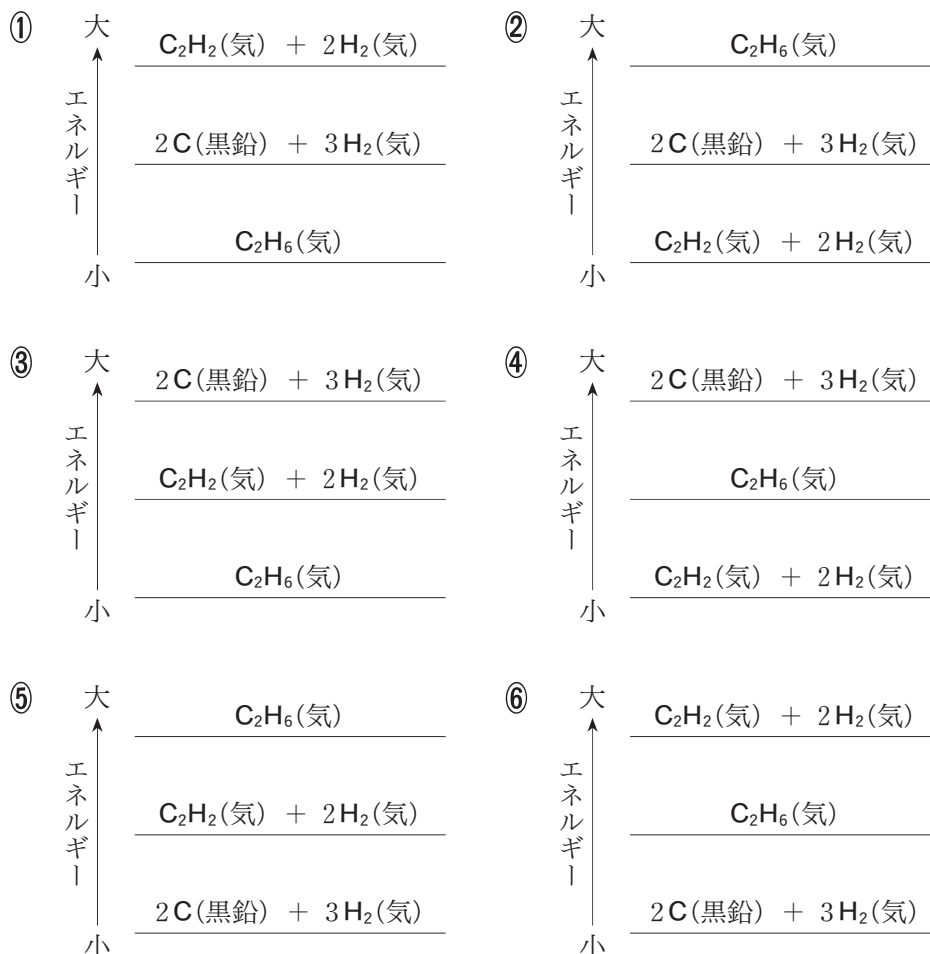 ①
大
エネルギー
小
C₂H₂(気) + 2H₂(気)
2C(黒鉛) + 3H₂(気)
C₂H₆(気)
②
大
エネルギー
小
C₂H₆(気)
2C(黒鉛) + 3H₂(気)
C₂H₂(気) + 2H₂(気)
③
大
エネルギー
小
2C(黒鉛) + 3H₂(気)
C₂H₂(気) + 2H₂(気)
C₂H₆(気)
④
大
エネルギー
小
2C(黒鉛) + 3H₂(気)
C₂H₆(気)
C₂H₂(気) + 2H₂(気)
⑤
大
エネルギー
小
C₂H₆(気)
C₂H₂(気) + 2H₂(気)
2C(黒鉛) + 3H₂(気)
⑥
大
エネルギー
小
C₂H₂(気) + 2H₂(気)
C₂H₆(気)
2C(黒鉛) + 3H₂(気)